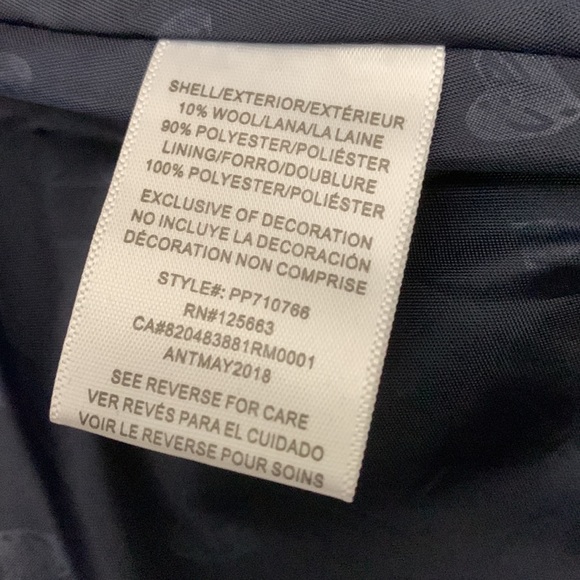 SHELL/EXTERIOR/EXTÉRIEUR
10% WOOL/LANA/LA LAINE
90% POLYESTER/POLIÉSTER
LINING/FORRO/DOUBLURE
100% POLYESTER/POLIÉSTER
EXCLUSIVE OF DECORATION
NO INCLUYE LA DECORACIÓN
DÉCORATION NON COMPRISE
STYLE#: PP710766
RN#125663
CA#820483881RM0001
ANTMAY2018
SEE REVERSE FOR CARE
VER REVÉS PARA EL CUIDADO
VOIR LE REVERSE POUR SOINS